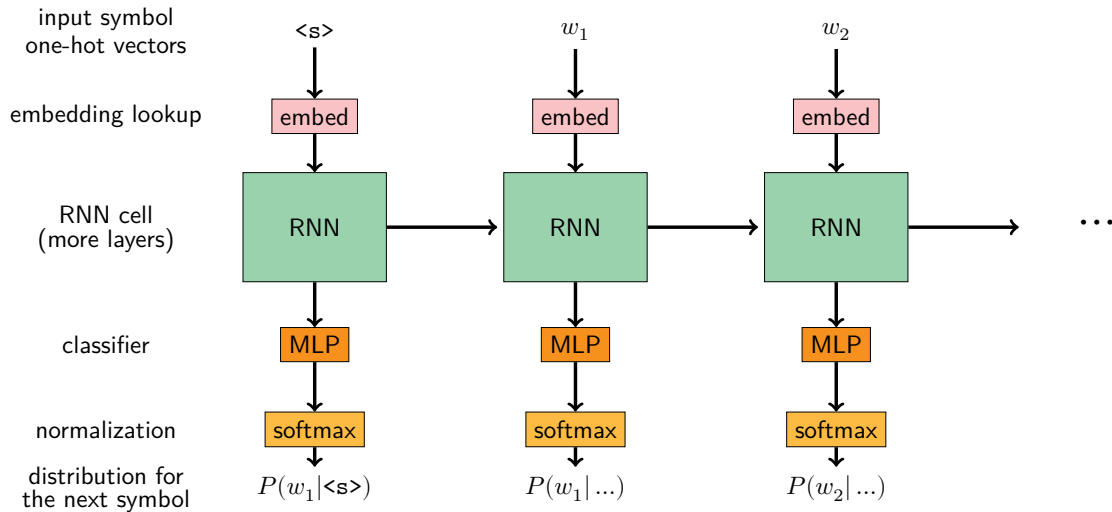 input symbol
one-hot vectors
<s>
w1
w2
embedding lookup
embed
embed
embed
RNN cell
(more layers)
RNN
RNN
RNN
...
classifier
MLP
MLP
MLP
normalization
softmax
softmax
softmax
distribution for
the next symbol
P(w1|<s>)
P(w1| ...)
P(w2| ...)